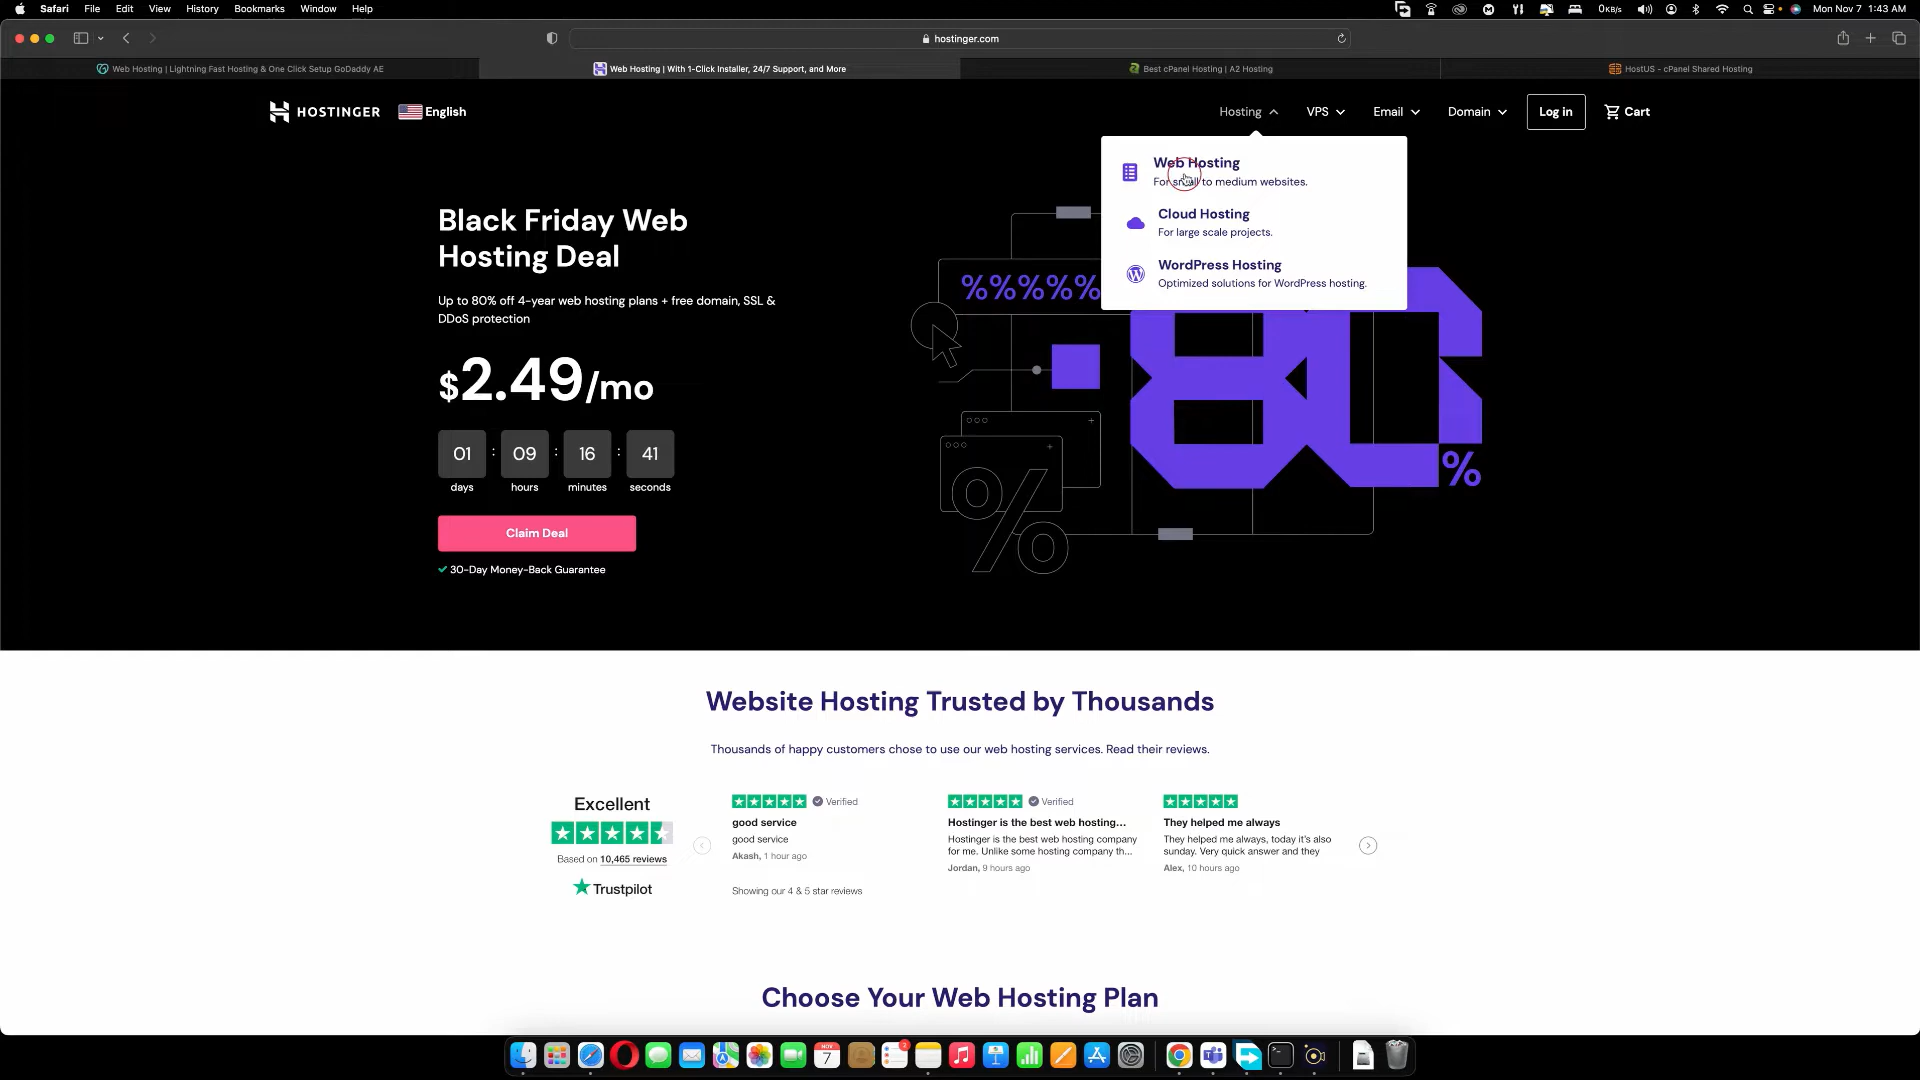 Safari File Edit View History Bookmarks Window Help
0KB/s Mon Nov 7 1:43 AM
hostinger.com
Web Hosting | Lightning Fast Hosting & One Click Setup GoDaddy AE
Web Hosting | With 1-Click Installer, 24/7 Support, and More
Best cPanel Hosting | A2 Hosting
HostUS - cPanel Shared Hosting
HOSTINGER English
Hosting VPS Email Domain Log in Cart
Web Hosting
For small to medium websites.
Cloud Hosting
For large scale projects.
WordPress Hosting
Optimized solutions for WordPress hosting.
Black Friday Web
Hosting Deal
Up to 80% off 4-year web hosting plans + free domain, SSL &
DDoS protection
$2.49/mo
01 : 09 : 16 : 41
days hours minutes seconds
Claim Deal
30-Day Money-Back Guarantee
%%%%%
80%
%
Website Hosting Trusted by Thousands
Thousands of happy customers chose to use our web hosting services. Read their reviews.
Excellent
Based on 10,465 reviews
Trustpilot
Verified
good service
good service
Akash, 1 hour ago
Showing our 4 & 5 star reviews
Verified
Hostinger is the best web hosting...
Hostinger is the best web hosting company
for me. Unlike some hosting company th...
Jordan, 9 hours ago
They helped me always
They helped me always, today it's also
sunday. Very quick answer and they
Alex, 10 hours ago
Choose Your Web Hosting Plan
NOV
7
2